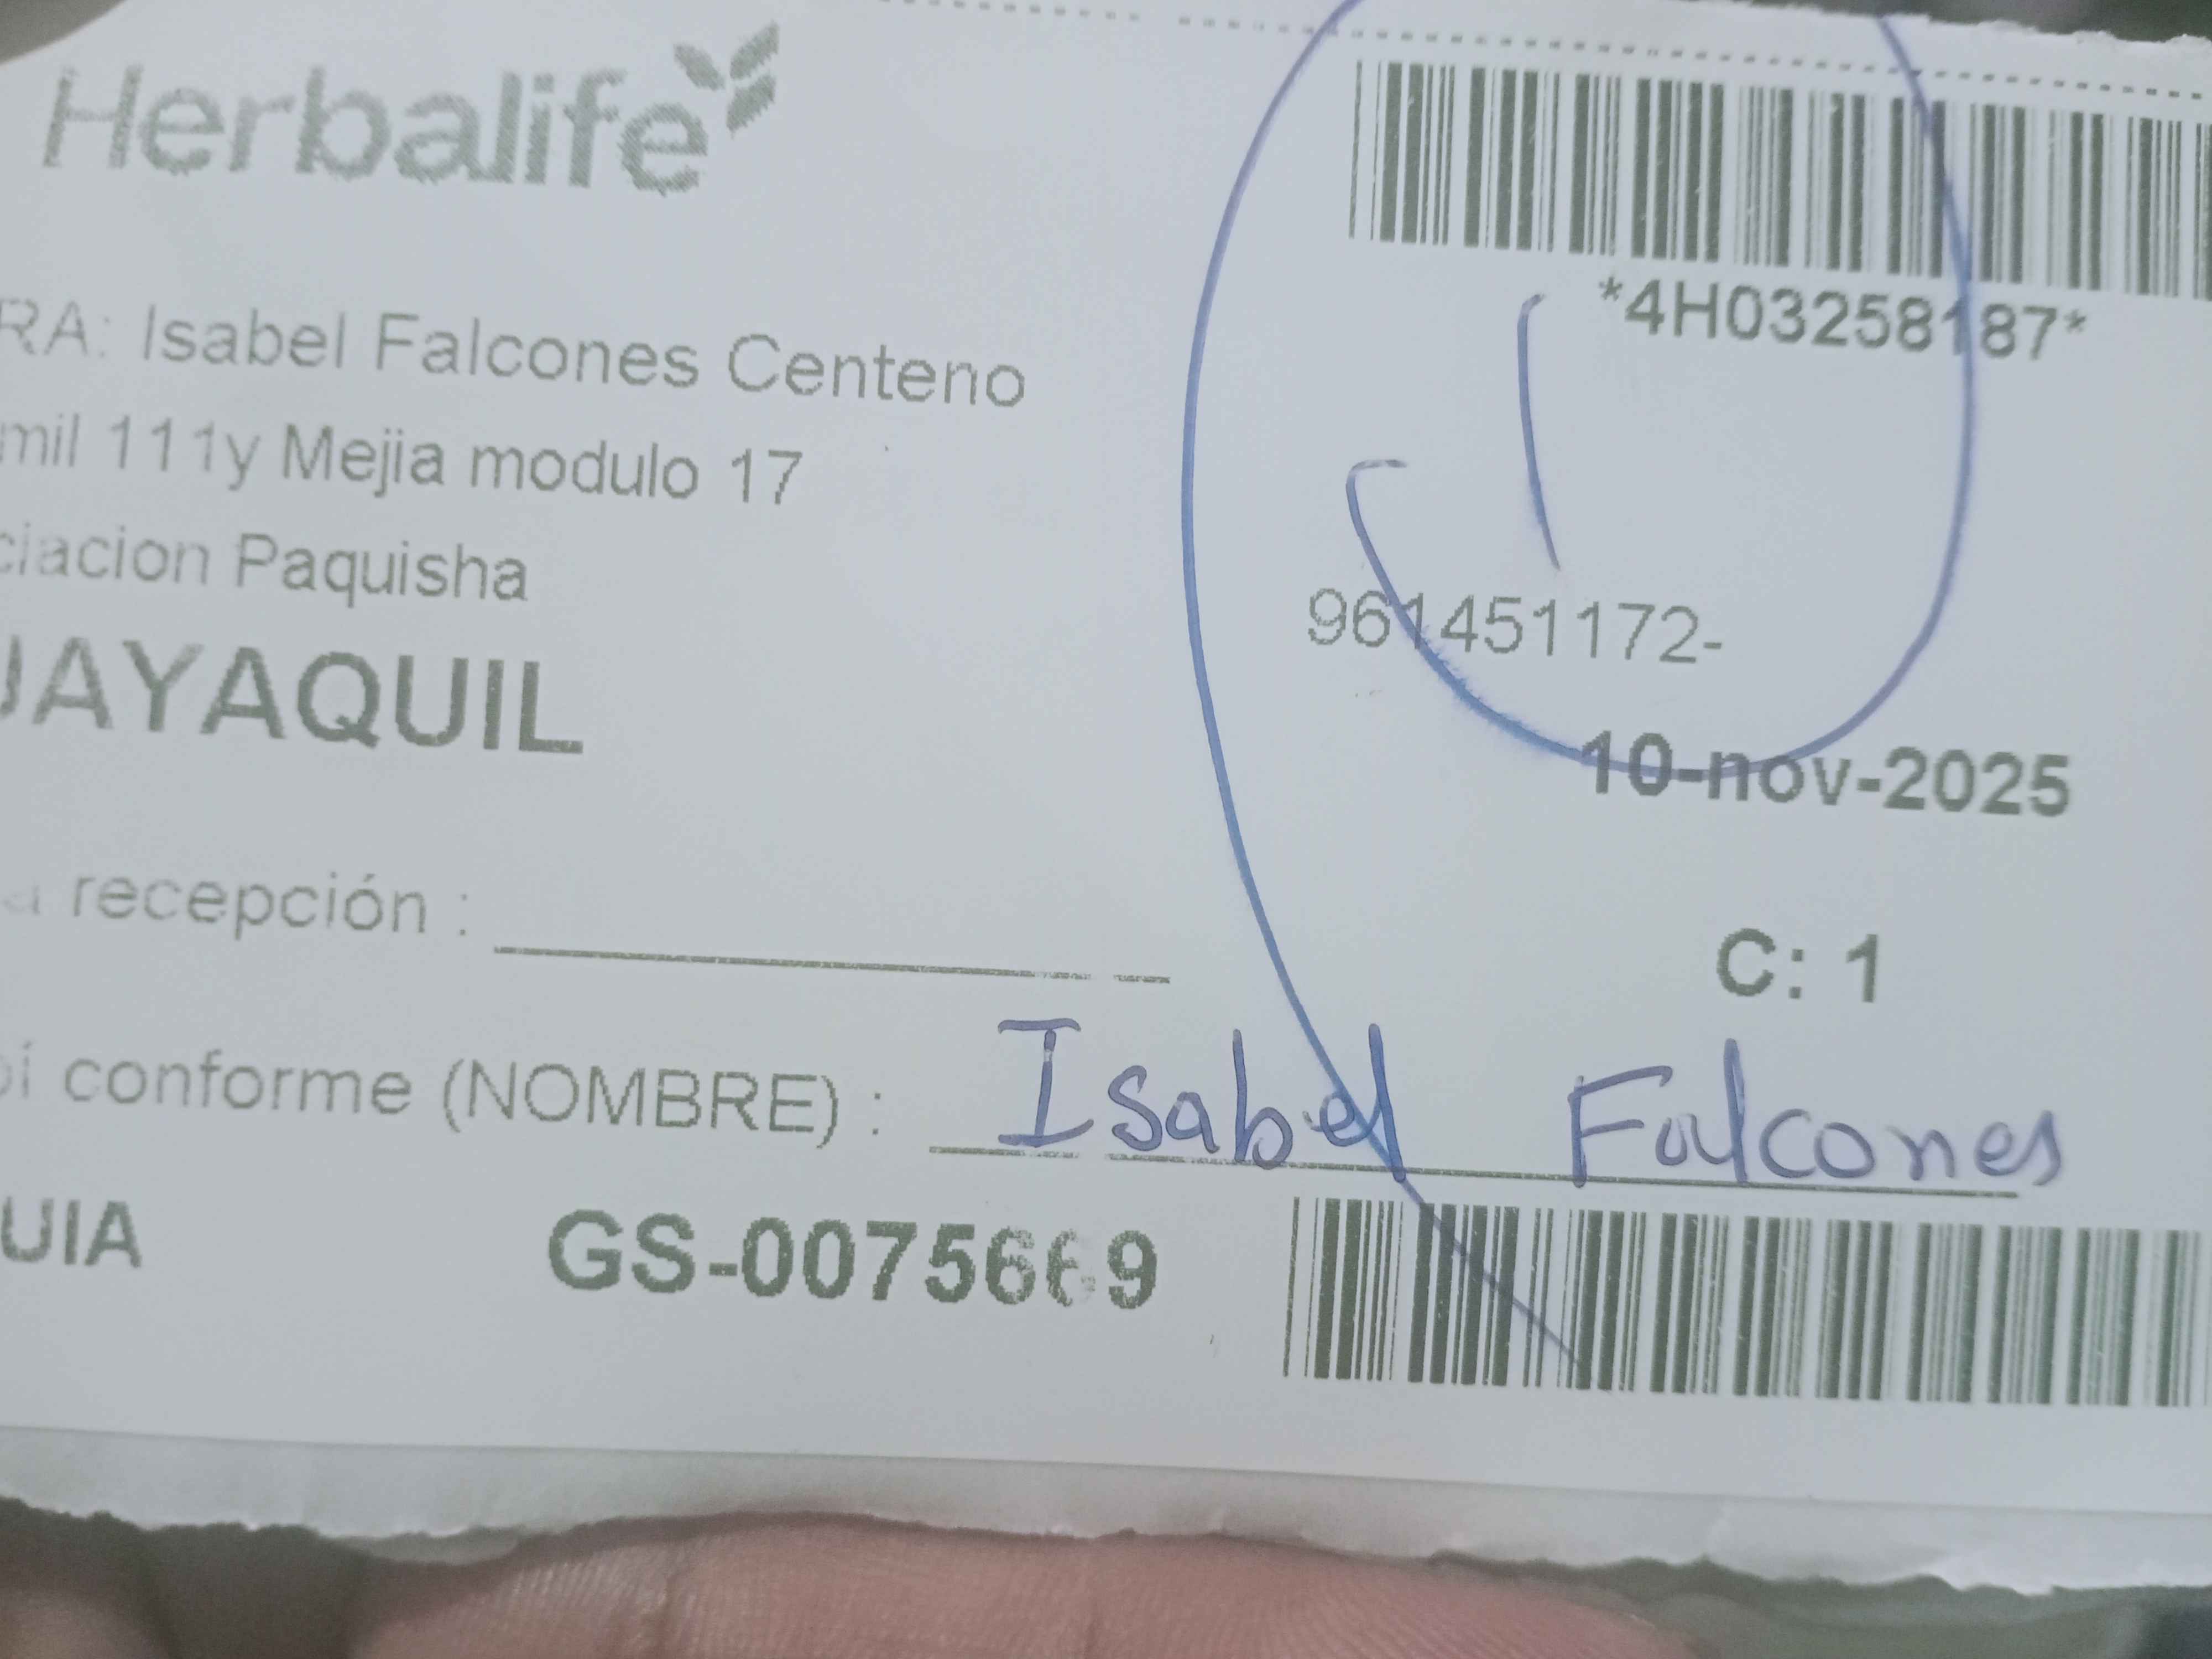 Herbalife
*4H03258187*
RA: Isabel Falcones Centeno
mil 111y Mejia modulo 17
ciacion Paquisha
961451172-
JAYAQUIL
10-nov-2025
recepción :
C: 1
conforme (NOMBRE) : Isabel Falcones
UIA GS-0075669